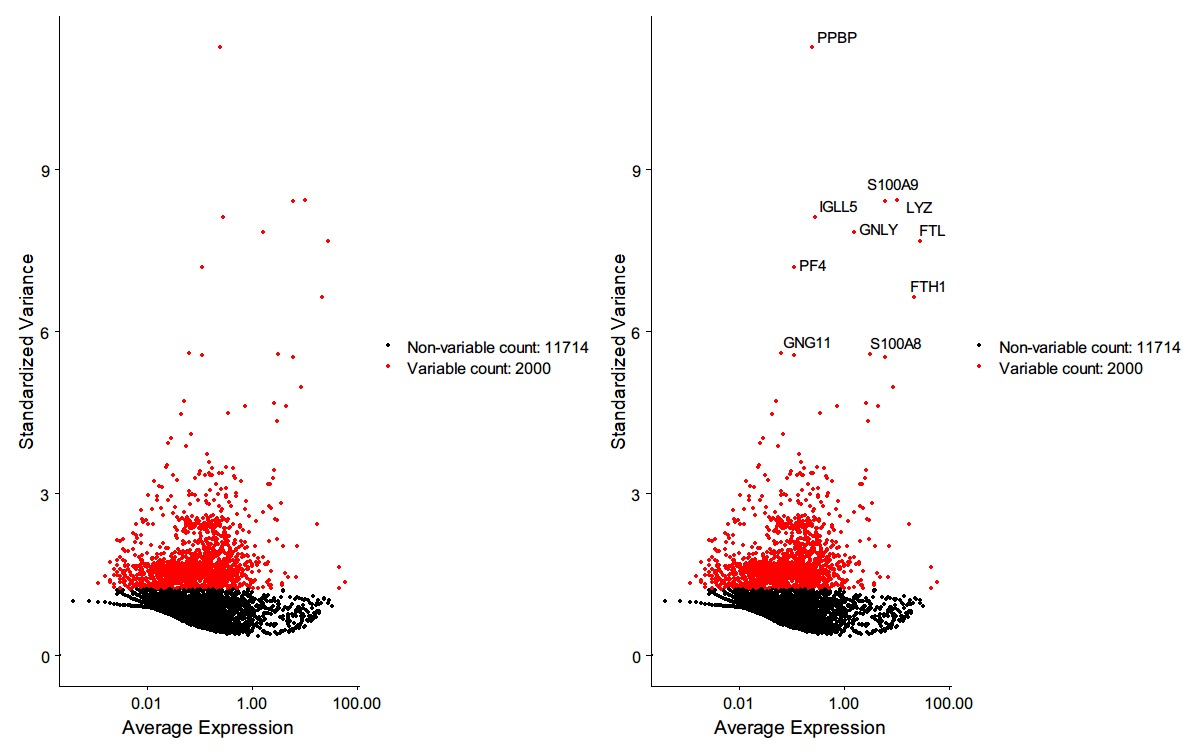 Standardized Variance
9
6
3
0
0.01
1.00
100.00
Average Expression
Non-variable count: 11714
Variable count: 2000
Standardized Variance
9
6
3
0
PPBP
S100A9
IGLL5
LYZ
GNLY
FTL
PF4
FTH1
GNG11
S100A8
0.01
1.00
100.00
Average Expression
Non-variable count: 11714
Variable count: 2000